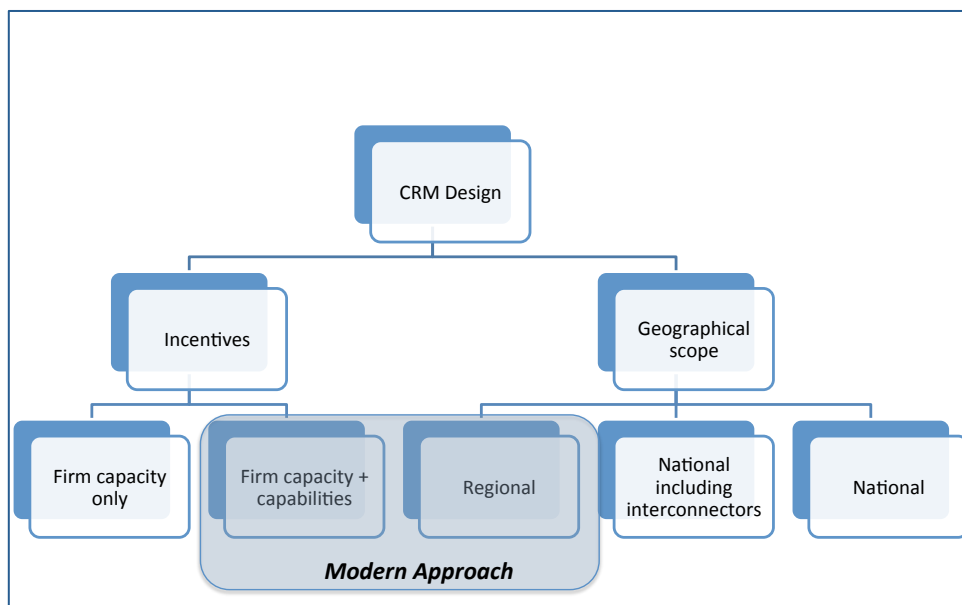 CRM Design
Incentives
Geographical
scope
Firm capacity
only
Firm capacity +
capabilities
Regional
National
including
interconnectors
National
Modern Approach